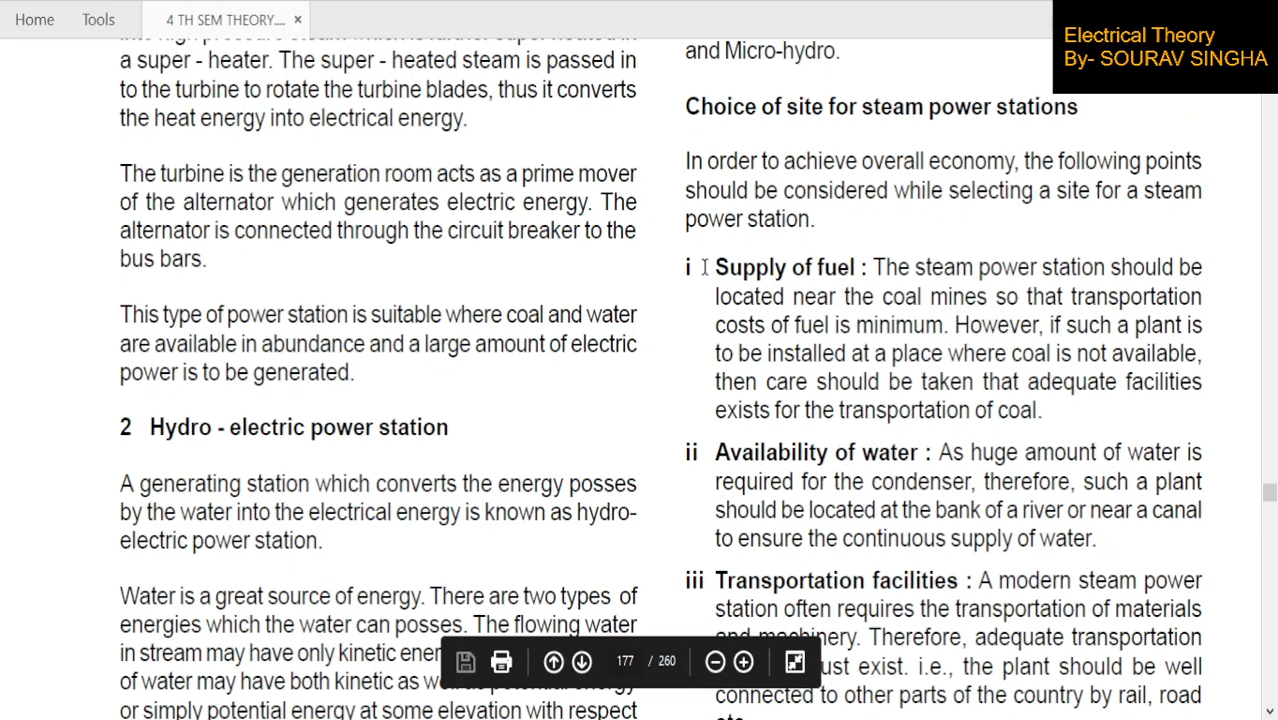 Home
Tools
4 TH SEM THEORY....
×
Electrical Theory
By- SOURAV SINGHA
a super - heater. The super - heated steam is passed in
to the turbine to rotate the turbine blades, thus it converts
the heat energy into electrical energy.
The turbine is the generation room acts as a prime mover
of the alternator which generates electric energy. The
alternator is connected through the circuit breaker to the
bus bars.
This type of power station is suitable where coal and water
are available in abundance and a large amount of electric
power is to be generated.
2 Hydro - electric power station
A generating station which converts the energy posses
by the water into the electrical energy is known as hydro-
electric power station.
Water is a great source of energy. There are two types of
energies which the water can posses. The flowing water
in stream may have only kinetic
of water may have both kinetic as
or simply potential energy at some elevation with respect
and Micro-hydro.
Choice of site for steam power stations
In order to achieve overall economy, the following points
should be considered while selecting a site for a steam
power station.
i Supply of fuel : The steam power station should be
located near the coal mines so that transportation
costs of fuel is minimum. However, if such a plant is
to be installed at a place where coal is not available,
then care should be taken that adequate facilities
exists for the transportation of coal.
ii Availability of water : As huge amount of water is
required for the condenser, therefore, such a plant
should be located at the bank of a river or near a canal
to ensure the continuous supply of water.
iii Transportation facilities : A modern steam power
station often requires the transportation of materials
and machinery. Therefore, adequate transportation
exist. i.e., the plant should be well
connected to other parts of the country by rail, road
177 / 260